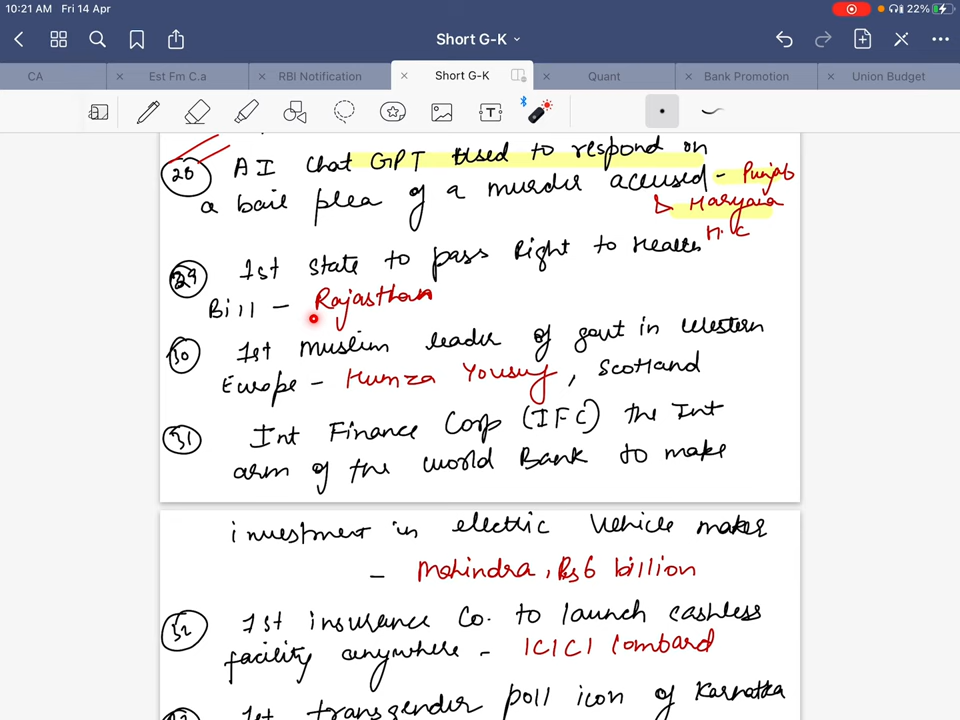 10:21 AM Fri 14 Apr
22%
Short G-K
CA
Est Fm C.a
RBI Notification
Short G-K
Quant
Bank Promotion
Union Budget
28 AI Chat GPT Used to respond on
a bail plea of a murder accused - Punjab
Haryana
H.C
29 1st state to pass Right to Health
Bill - Rajasthan
30 1st muslim leader of govt in western
Europe - Humza Yousuf, Scotland
31 Int Finance Corp (IFC) the Int
arm of the world Bank to make
investment in electric vehicle maker
- Mahindra, Rs 6 billion
32 1st insurance Co. to launch cashless
facility anywhere - ICICI Lombard
1st transgender poll icon of Karnatka